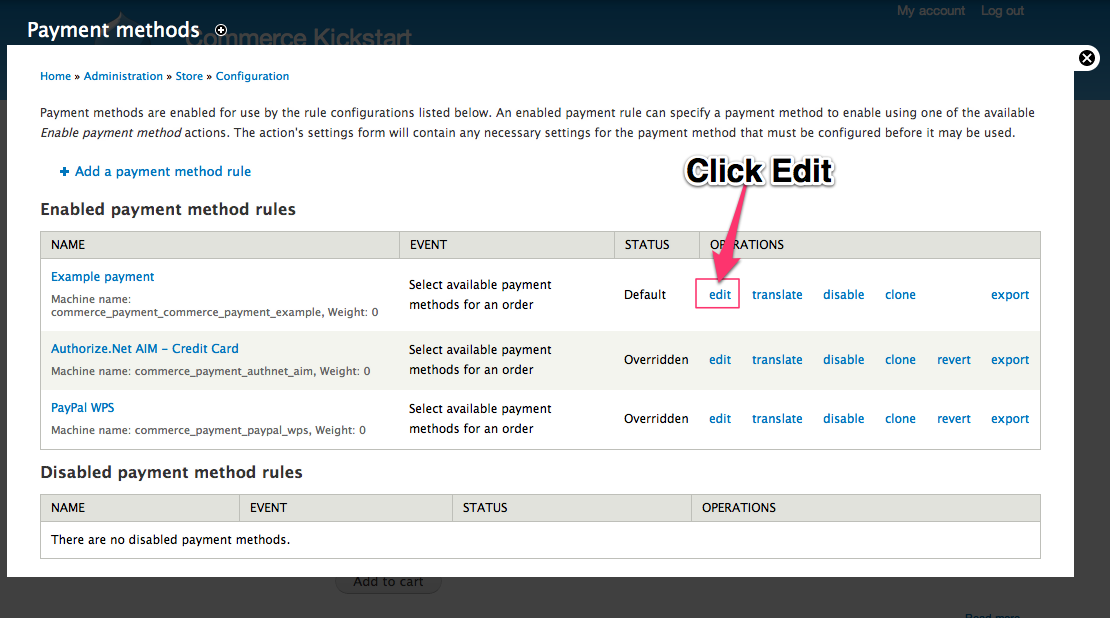 My account Log out
Payment methods
Commerce Kickstart
Home » Administration » Store » Configuration
Payment methods are enabled for use by the rule configurations listed below. An enabled payment rule can specify a payment method to enable using one of the available
Enable payment method actions. The action's settings form will contain any necessary settings for the payment method that must be configured before it may be used.
+ Add a payment method rule
Click Edit
Enabled payment method rules
NAME EVENT STATUS OPERATIONS
Example payment
Machine name:
commerce_payment_commerce_payment_example, Weight: 0
Select available payment
methods for an order
Default
edit translate disable clone export
Authorize.Net AIM – Credit Card
Machine name: commerce_payment_authnet_aim, Weight: 0
Select available payment
methods for an order
Overridden
edit translate disable clone revert export
PayPal WPS
Machine name: commerce_payment_paypal_wps, Weight: 0
Select available payment
methods for an order
Overridden
edit translate disable clone revert export
Disabled payment method rules
NAME EVENT STATUS OPERATIONS
There are no disabled payment methods.
Add to cart
Read more